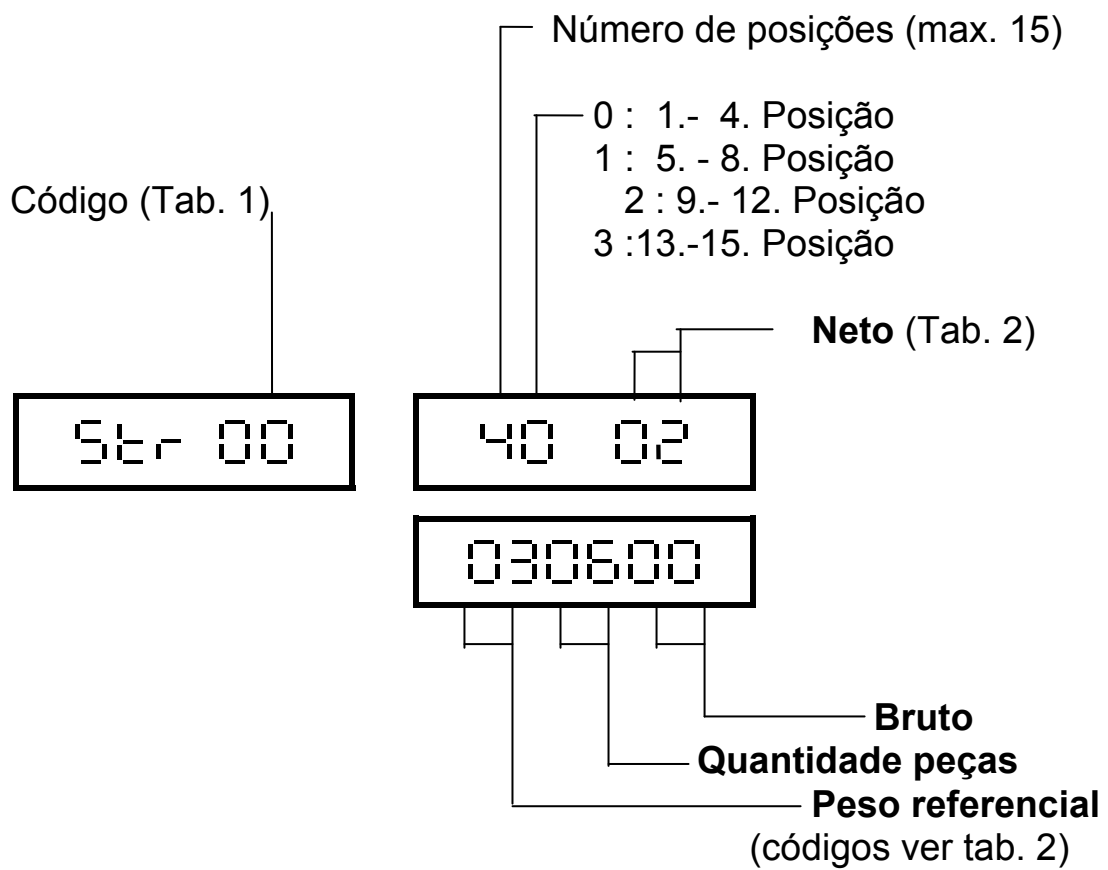 Número de posições (max. 15)
0 : 1.- 4. Posição
1 : 5. - 8. Posição
Código (Tab. 1)
2 : 9.- 12. Posição
3 :13.-15. Posição
Neto (Tab. 2)
Str 00
40 02
030600
Bruto
Quantidade peças
Peso referencial
(códigos ver tab. 2)